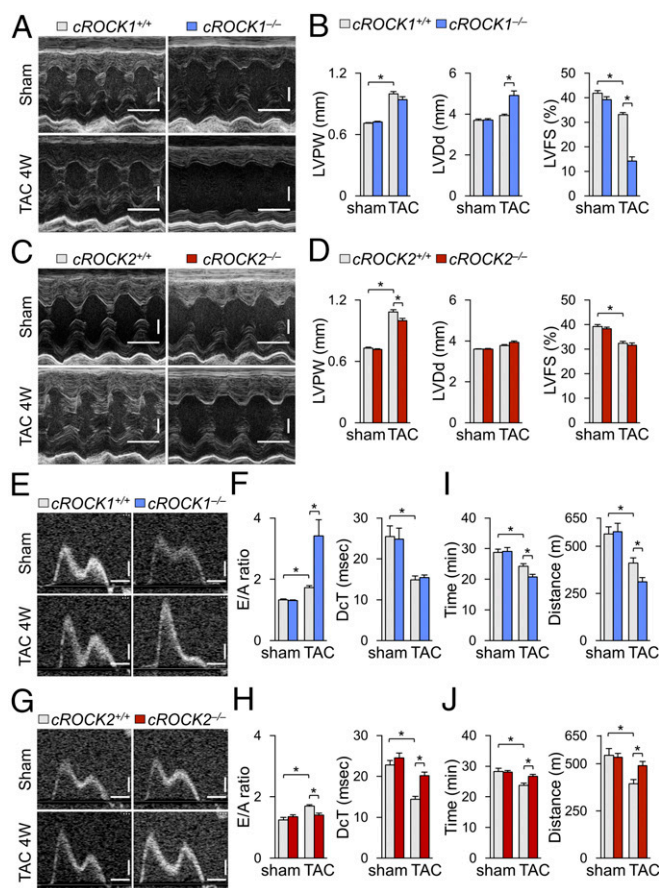 A
cROCK1+/+ cROCK1−/−
Sham
TAC 4W
B
cROCK1+/+ cROCK1−/−
LVPW (mm)
1.2
0.6
0
*
sham TAC
LVDd (mm)
6
4
2
0
*
sham TAC
LVFS (%)
50
40
30
20
10
0
*
*
sham TAC
C
cROCK2+/+ cROCK2−/−
Sham
TAC 4W
D
cROCK2+/+ cROCK2−/−
LVPW (mm)
1.2
0.6
0
*
*
sham TAC
LVDd (mm)
6
4
2
0
sham TAC
LVFS (%)
50
40
30
20
10
0
*
sham TAC
E
cROCK1+/+ cROCK1−/−
Sham
TAC 4W
F
E/A ratio
4
2
0
*
*
sham TAC
DcT (msec)
30
20
10
0
*
sham TAC
I
Time (min)
40
30
20
10
0
*
*
sham TAC
Distance (m)
650
500
0
*
*
sham TAC
G
cROCK2+/+ cROCK2−/−
Sham
TAC 4W
H
E/A ratio
4
2
0
*
*
sham TAC
DcT (msec)
30
20
10
0
*
*
sham TAC
J
Time (min)
40
30
20
10
0
*
*
sham TAC
Distance (m)
650
500
0
*
*
sham TAC